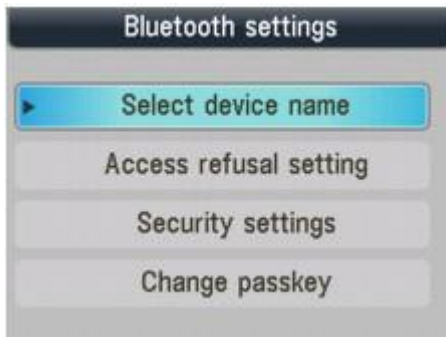 Bluetooth settings
Select device name
Access refusal setting
Security settings
Change passkey